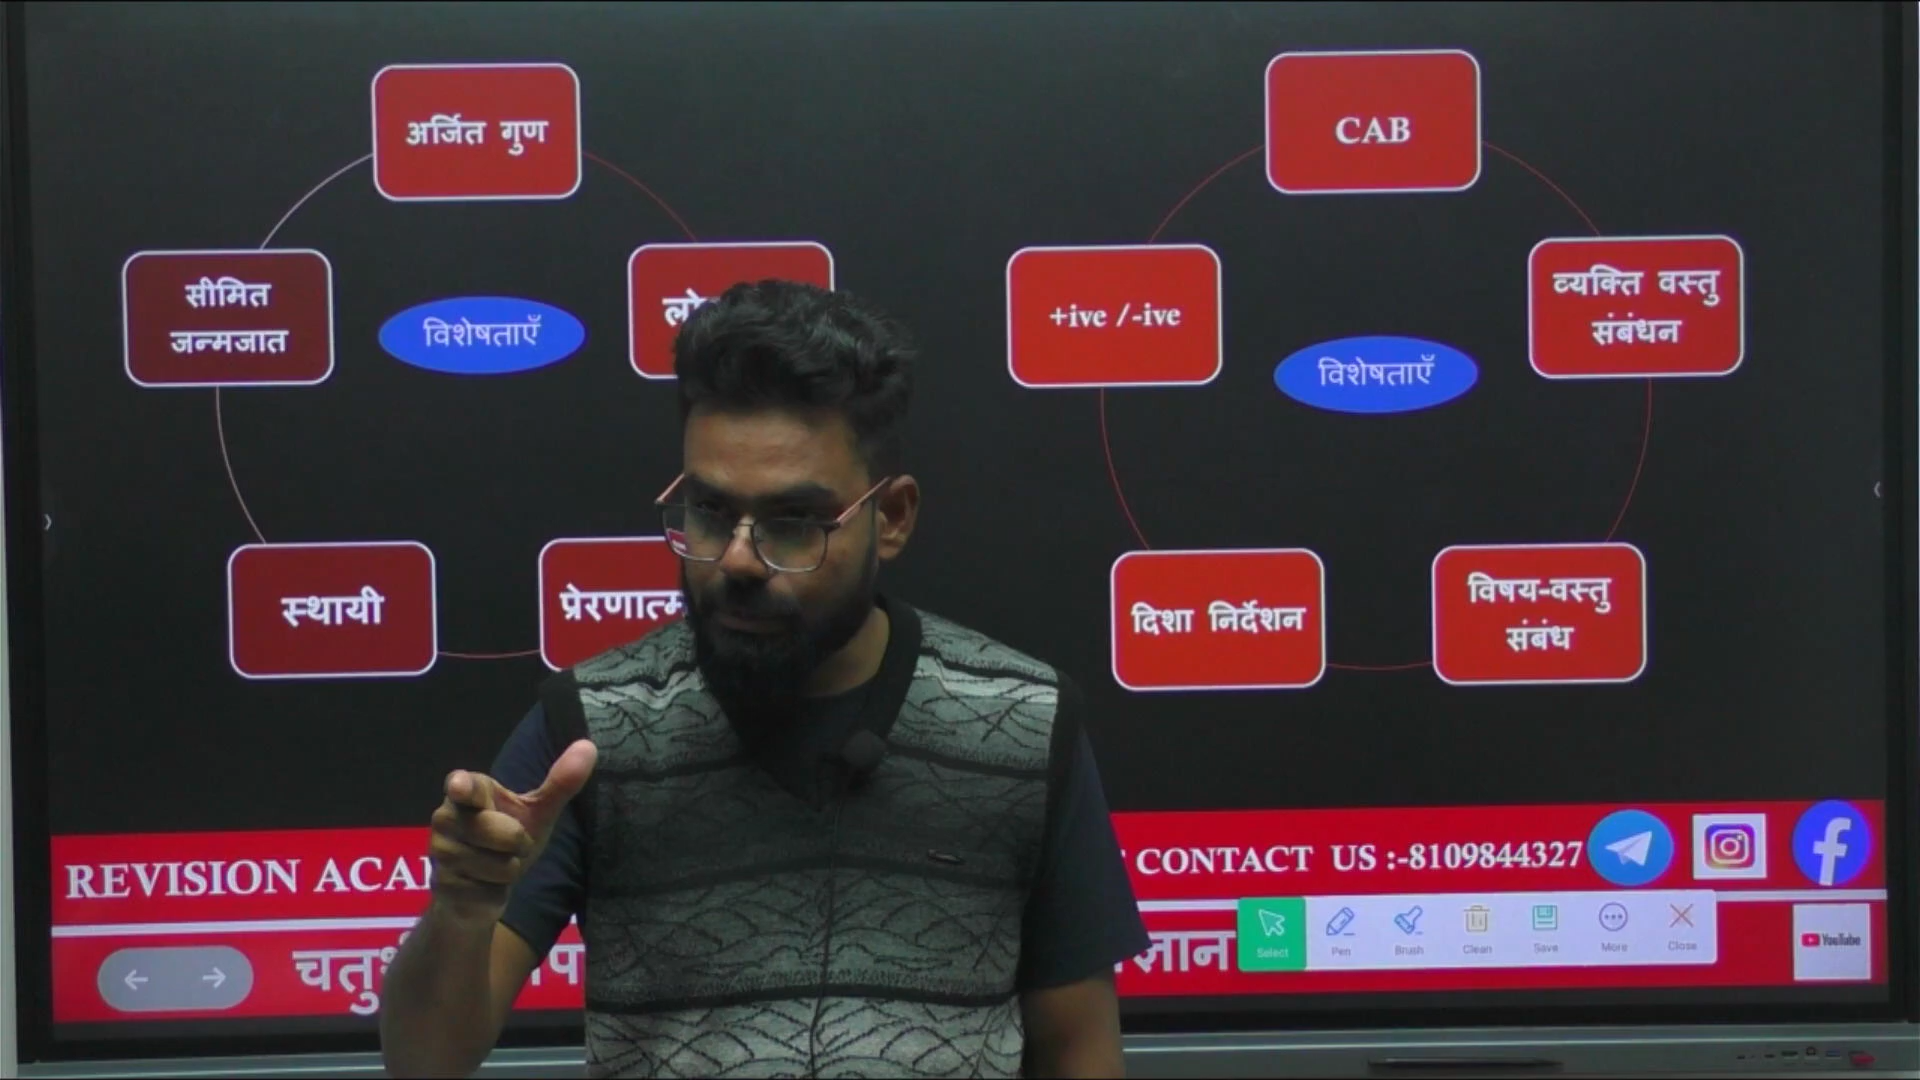 अर्जित गुण
CAB
सीमित
जन्मजात
विशेषताएँ
+ive /-ive
विशेषताएँ
व्यक्ति वस्तु
संबंधन
स्थायी
दिशा निर्देशन
विषय-वस्तु
संबंध
REVISION
CONTACT US :-8109844327
Select
Pen
Brush
Clean
Save
More
Close
YouTube